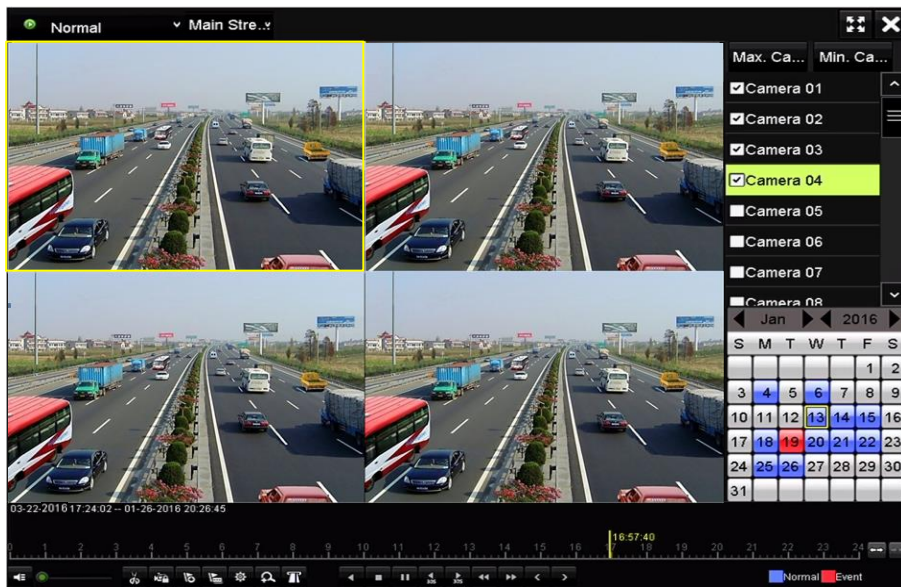 Normal Main Stre..
Max. Ca... Min. Ca...
Camera 01
Camera 02
Camera 03
Camera 04
Camera 05
Camera 06
Camera 07
Camera 08
Jan 2016
S M T W T F S
1 2
3 4 5 6 7 8 9
10 11 12 13 14 15 16
17 18 19 20 21 22 23
24 25 26 27 28 29 30
31
03-22-2016 17:24:02 -- 01-26-2016 20:26:45
16:57:40
0 1 2 3 4 5 6 7 8 9 10 11 12 13 14 15 16 17 18 19 20 21 22 23 24
Normal Event